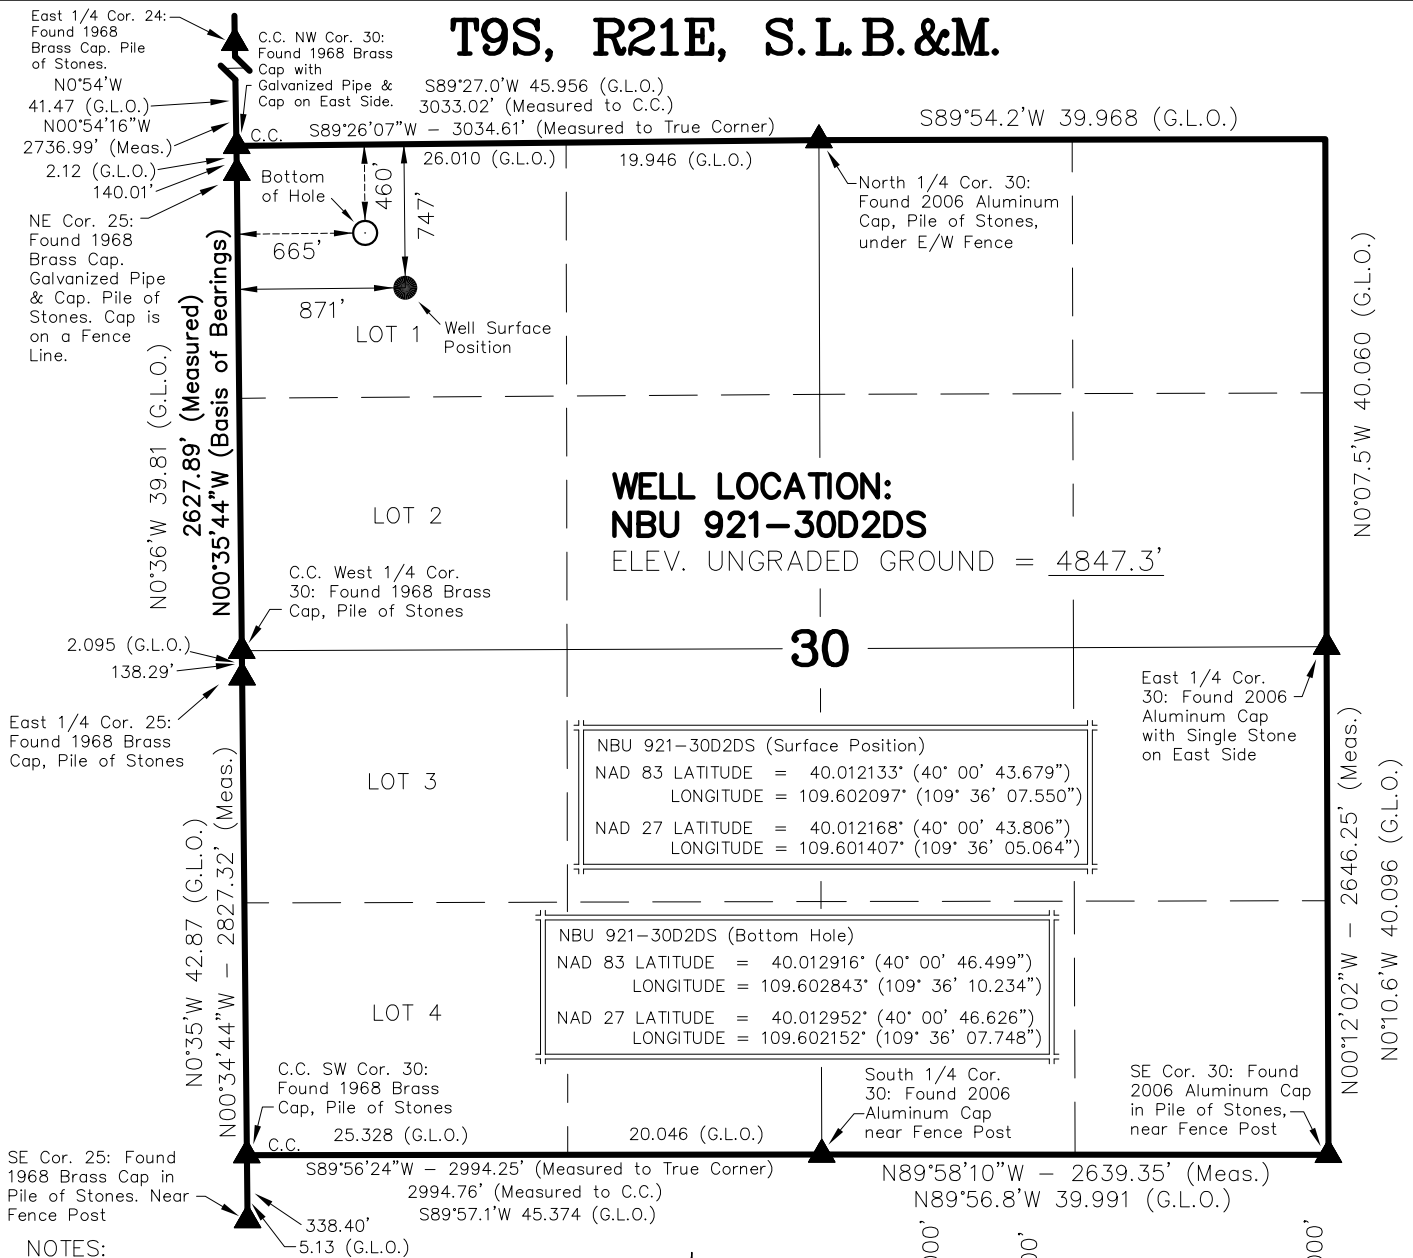 T9S, R21E, S.L.B.&M.
East 1/4 Cor. 24:
Found 1968
Brass Cap. Pile
of Stones.
N0°54'W
41.47 (G.L.O.)
N00°54'16"W
2736.99' (Meas.)
2.12 (G.L.O.)
140.01'
C.C. NW Cor. 30:
Found 1968 Brass
Cap with
Galvanized Pipe &
Cap on East Side.
C.C.
S89°27.0'W 45.956 (G.L.O.)
3033.02' (Measured to C.C.)
S89°26'07"W - 3034.61' (Measured to True Corner)
26.010 (G.L.O.)
19.946 (G.L.O.)
S89°54.2'W 39.968 (G.L.O.)
North 1/4 Cor. 30:
Found 2006 Aluminum
Cap, Pile of Stones,
under E/W Fence
NE Cor. 25:
Found 1968
Brass Cap.
Galvanized Pipe
& Cap. Pile of
Stones. Cap is
on a Fence
Line.
Bottom
of Hole
460'
747'
665'
871'
LOT 1
Well Surface
Position
N0°36'W 39.81 (G.L.O.)
2627.89' (Measured)
N00°35'44"W (Basis of Bearings)
N0°07.5'W 40.060 (G.L.O.)
LOT 2
WELL LOCATION:
NBU 921-30D2DS
ELEV. UNGRADED GROUND = 4847.3'
C.C. West 1/4 Cor.
30: Found 1968 Brass
Cap, Pile of Stones
2.095 (G.L.O.)
138.29'
30
East 1/4 Cor. 25:
Found 1968 Brass
Cap, Pile of Stones
East 1/4 Cor.
30: Found 2006
Aluminum Cap
with Single Stone
on East Side
LOT 3
NBU 921-30D2DS (Surface Position)
NAD 83 LATITUDE = 40.012133° (40° 00' 43.679")
LONGITUDE = 109.602097° (109° 36' 07.550")
NAD 27 LATITUDE = 40.012168° (40° 00' 43.806")
LONGITUDE = 109.601407° (109° 36' 05.064")
N0°35'W 42.87 (G.L.O.)
N00°34'44"W - 2827.32' (Meas.)
N00°12'02"W - 2646.25' (Meas.)
N0°10.6'W 40.096 (G.L.O.)
NBU 921-30D2DS (Bottom Hole)
NAD 83 LATITUDE = 40.012916° (40° 00' 46.499")
LONGITUDE = 109.602843° (109° 36' 10.234")
NAD 27 LATITUDE = 40.012952° (40° 00' 46.626")
LONGITUDE = 109.602152° (109° 36' 07.748")
LOT 4
C.C. SW Cor. 30:
Found 1968 Brass
Cap, Pile of Stones
South 1/4 Cor.
30: Found 2006
Aluminum Cap
near Fence Post
SE Cor. 30: Found
2006 Aluminum Cap
in Pile of Stones,
near Fence Post
C.C.
25.328 (G.L.O.)
20.046 (G.L.O.)
SE Cor. 25: Found
1968 Brass Cap in
Pile of Stones. Near
Fence Post
S89°56'24"W - 2994.25' (Measured to True Corner)
2994.76' (Measured to C.C.)
S89°57.1'W 45.374 (G.L.O.)
N89°58'10"W - 2639.35' (Meas.)
N89°56.8'W 39.991 (G.L.O.)
338.40'
5.13 (G.L.O.)
NOTES: